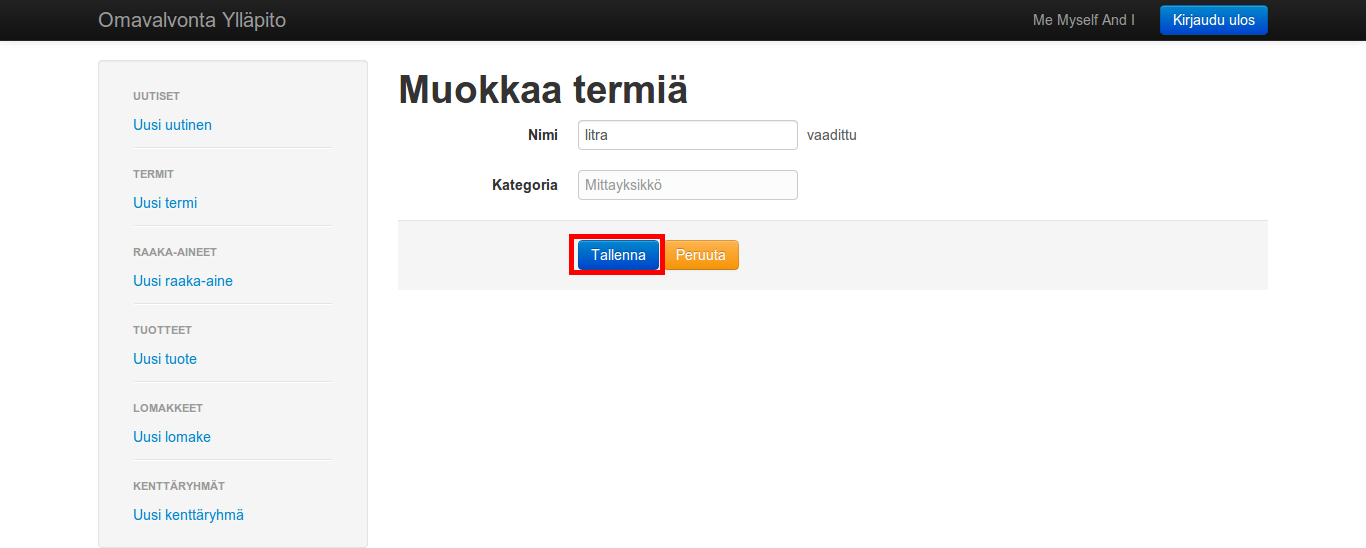 Omavalvonta Ylläpito
Me Myself And I
Kirjaudu ulos
UUTISET
Uusi uutinen
TERMIT
Uusi termi
RAAKA-AINEET
Uusi raaka-aine
TUOTTEET
Uusi tuote
LOMAKKEET
Uusi lomake
KENTTÄRYHMÄT
Uusi kenttäryhmä
Muokkaa termiä
Nimi litra vaadittu
Kategoria Mittayksikkö
Tallenna Peruuta